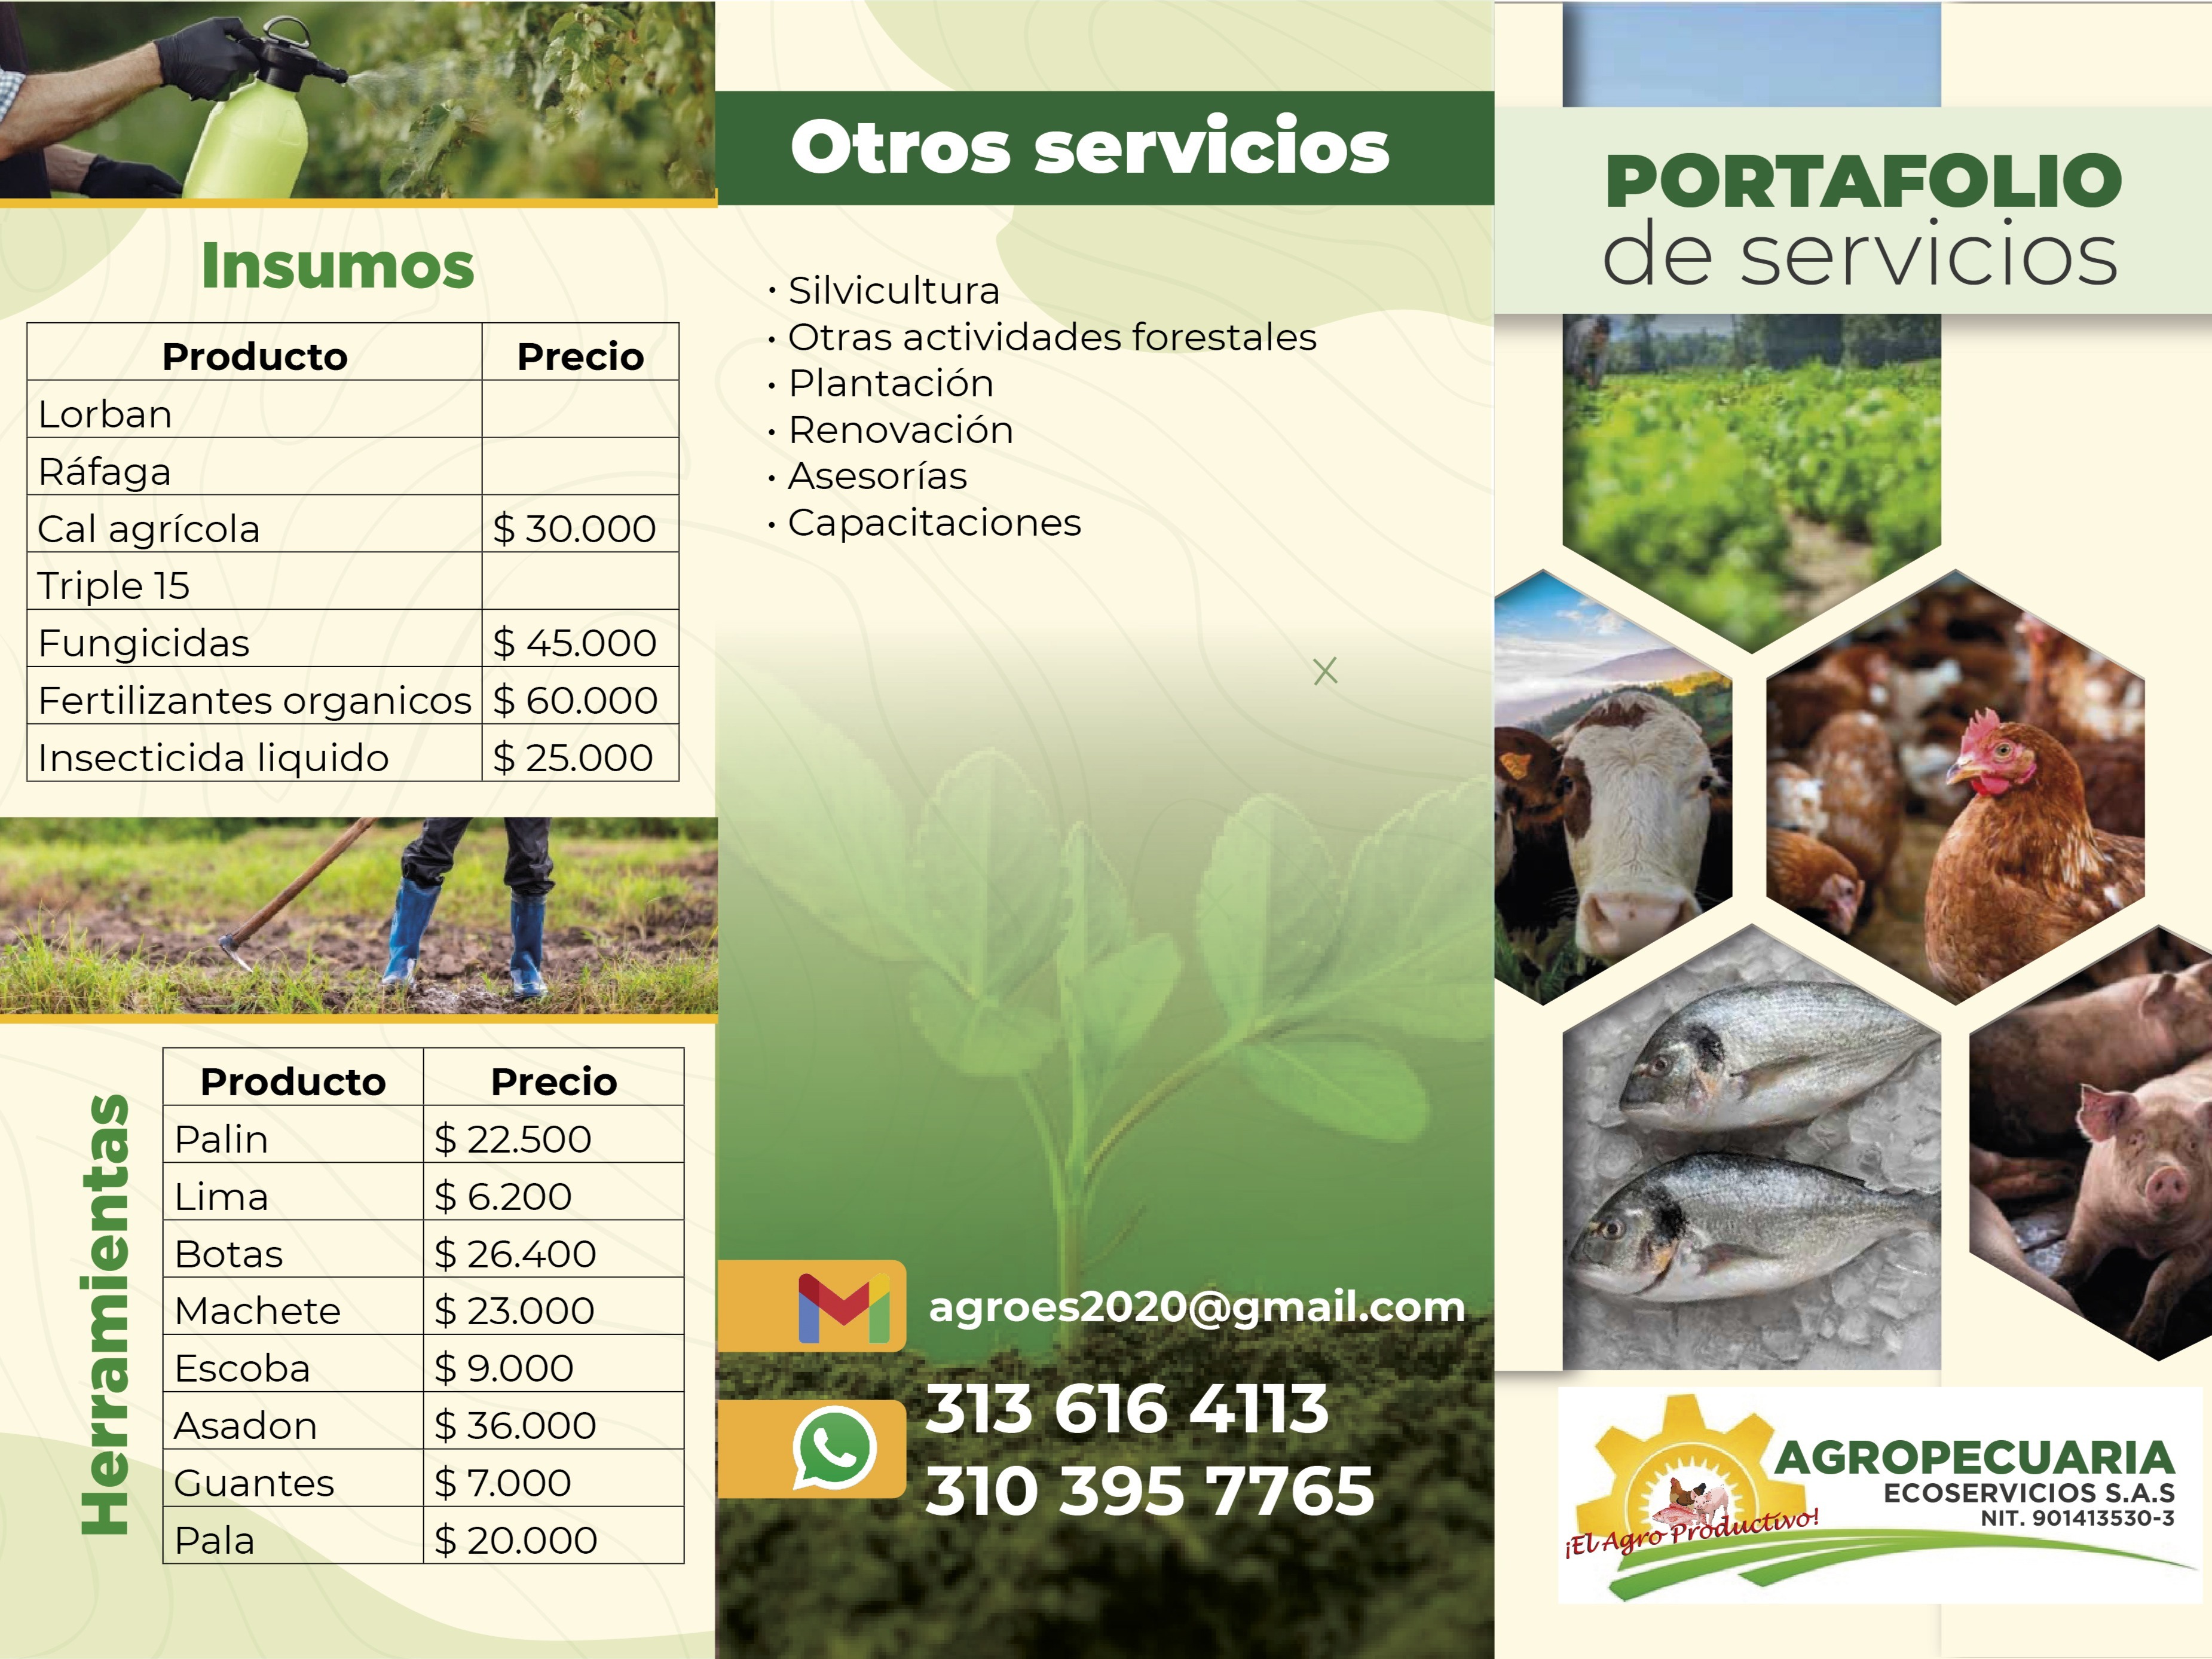 Insumos
Producto Precio
Lorban
Ráfaga
Cal agrícola $ 30.000
Triple 15
Fungicidas $ 45.000
Fertilizantes organicos $ 60.000
Insecticida liquido $ 25.000
Herramientas
Producto Precio
Palin $ 22.500
Lima $ 6.200
Botas $ 26.400
Machete $ 23.000
Escoba $ 9.000
Asadon $ 36.000
Guantes $ 7.000
Pala $ 20.000
Otros servicios
• Silvicultura
• Otras actividades forestales
• Plantación
• Renovación
• Asesorías
• Capacitaciones
agroes2020@gmail.com
313 616 4113
310 395 7765
PORTAFOLIO
de servicios
AGROPECUARIA
ECOSERVICIOS S.A.S
NIT. 901413530-3
¡El Agro Productivo!